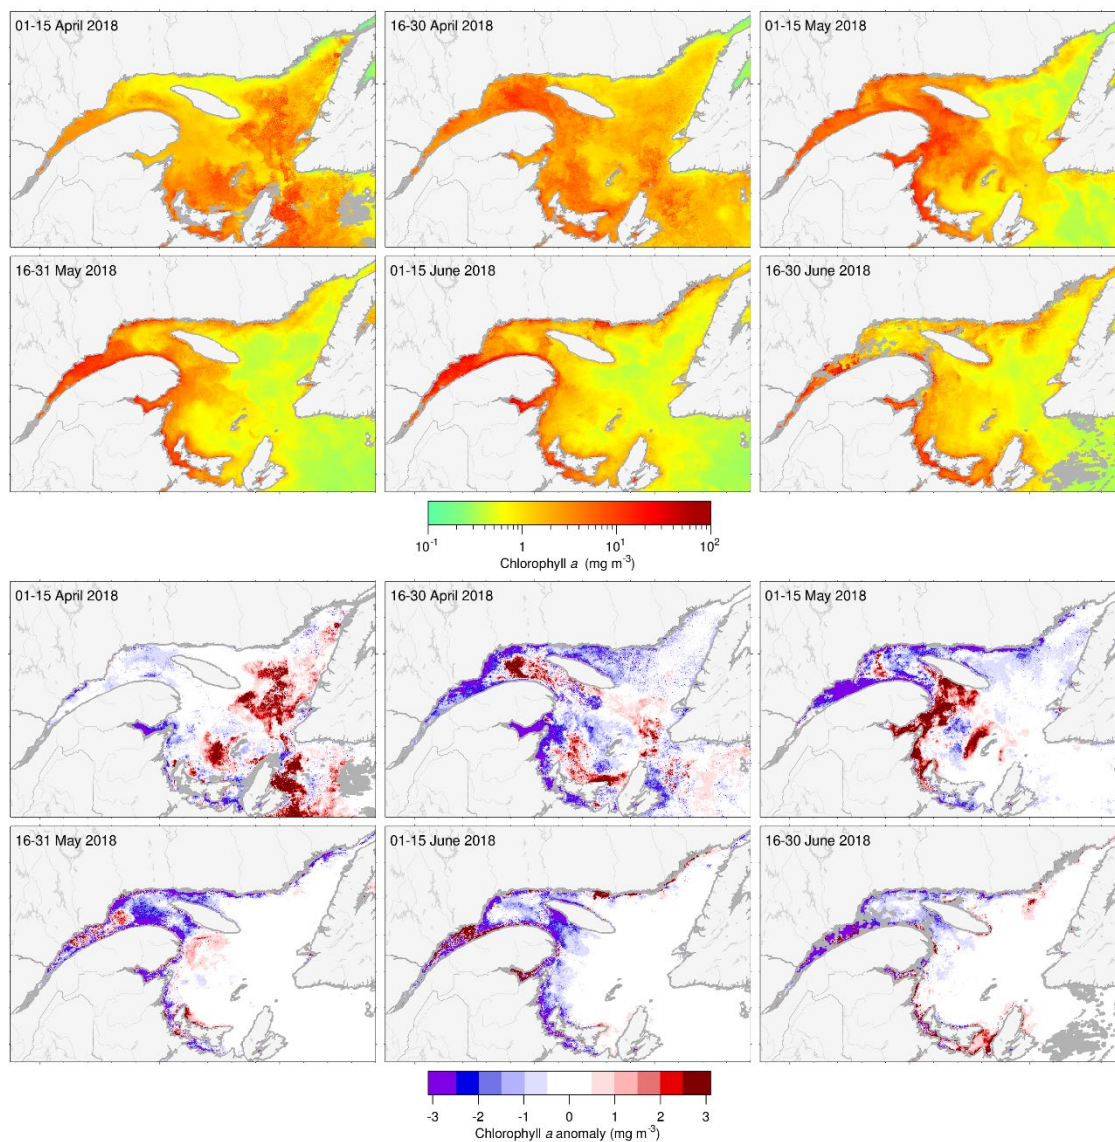 01-15 April 2018
16-30 April 2018
01-15 May 2018
16-31 May 2018
01-15 June 2018
16-30 June 2018
10-1 1 101 102
Chlorophyll a (mg m-3)
01-15 April 2018
16-30 April 2018
01-15 May 2018
16-31 May 2018
01-15 June 2018
16-30 June 2018
-3 -2 -1 0 1 2 3
Chlorophyll a anomaly (mg m-3)